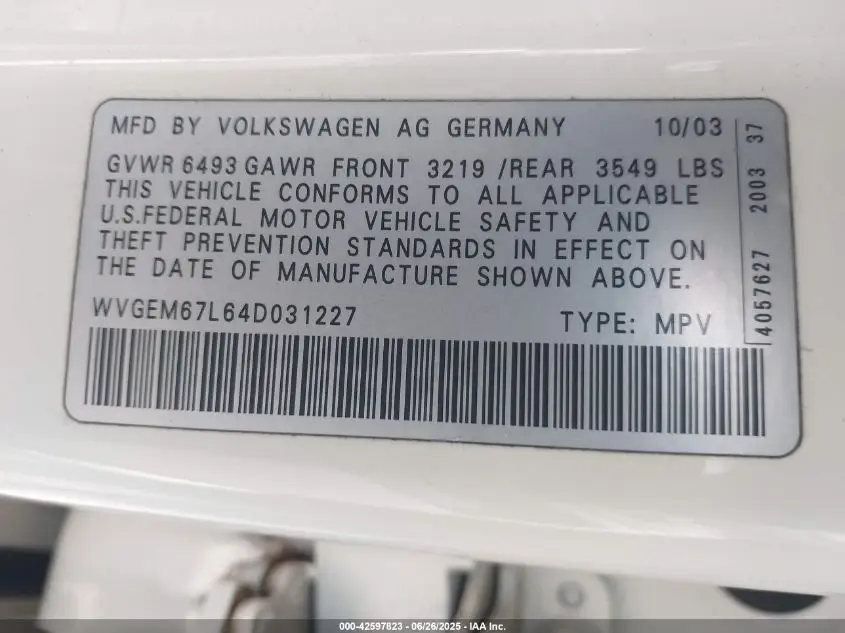 MFD BY VOLKSWAGEN AG GERMANY 10/03
GVWR 6493 GAWR FRONT 3219 /REAR 3549 LBS
THIS VEHICLE CONFORMS TO ALL APPLICABLE
U.S.FEDERAL MOTOR VEHICLE SAFETY AND
THEFT PREVENTION STANDARDS IN EFFECT ON
THE DATE OF MANUFACTURE SHOWN ABOVE.
WVGEM67L64D031227 TYPE: MPV
4057627 2003 37
000-42597823 - 06/26/2025 - IAA Inc.